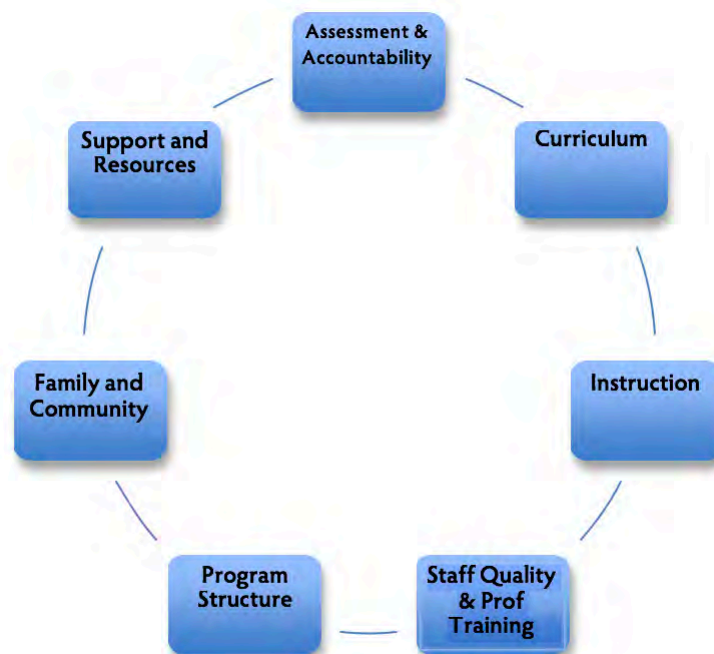 Assessment &
Accountability
Curriculum
Instruction
Staff Quality
& Prof
Training
Program
Structure
Family and
Community
Support and
Resources